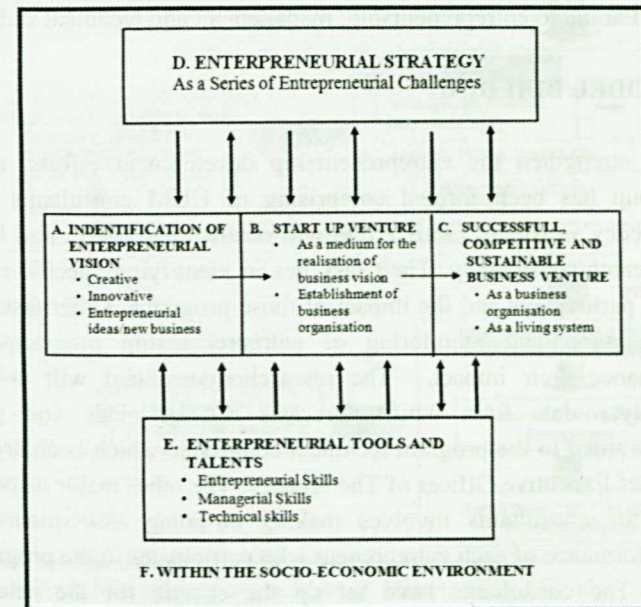 D. ENTERPRENEURIAL STRATEGY
As a Series of Entrepreneurial Challenges
A. INDENTIFICATION OF
ENTERPRENEURIAL
VISION
• Creative
• Innovative
• Entrepreneurial
ideas/new business
B. START UP VENTURE
• As a medium for the
realisation of
business vision
• Establishment of
business
organisation
C. SUCCESSFULL,
COMPETITIVE AND
SUSTAINABLE
BUSINESS VENTURE
• As a business
organisation
• As a living system
E. ENTERPRENEURIAL TOOLS AND
TALENTS
• Entrepreneurial Skills
• Managerial Skills
• Technical skills
F. WITHIN THE SOCIO-ECONOMIC ENVIRONMENT